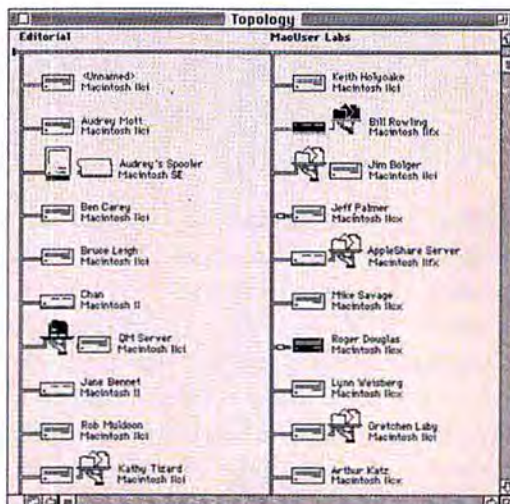 Topology
Editorial
<Unnamed>
Macintosh IIci
Audrey Mott
Macintosh IIci
Audrey's Spooler
Macintosh SE
Ben Carey
Macintosh IIci
Bruce Leigh
Macintosh IIci
Chan
Macintosh II
QM Server
Macintosh IIci
Jane Bennet
Macintosh II
Rob Muldoon
Macintosh IIci
Kathy Tizard
Macintosh IIci
MacUser Labs
Keith Holyoake
Macintosh IIci
Bill Rowling
Macintosh IIfx
Jim Bolger
Macintosh IIci
Jeff Palmer
Macintosh IIcx
AppleShare Server
Macintosh IIfx
Mike Savage
Macintosh IIcx
Roger Douglas
Macintosh IIcx
Lynn Weisberg
Macintosh IIcx
Gretchen Laby
Macintosh IIci
Arthur Katz
Macintosh IIcx